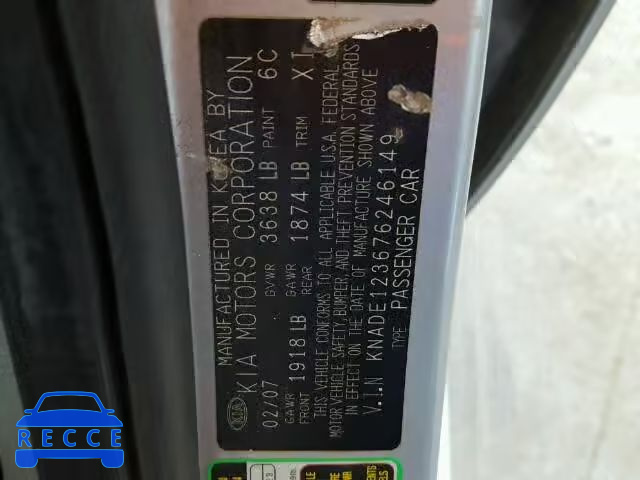 MANUFACTURED IN KOREA BY
KIA MOTORS CORPORATION
02/07 GVWR 3638 LB PAINT 6C
GAWR FRONT 1918 LB GAWR REAR 1874 LB TRIM XI
THIS VEHICLE CONFORMS TO ALL APPLICABLE U.S.A. FEDERAL
MOTOR VEHICLE SAFETY, BUMPER, AND THEFT PREVENTION STANDARDS
IN EFFECT ON THE DATE OF MANUFACTURE SHOWN ABOVE
V.I.N KNADE123676246149
TYPE: PASSENGER CAR
KIA
RECCE